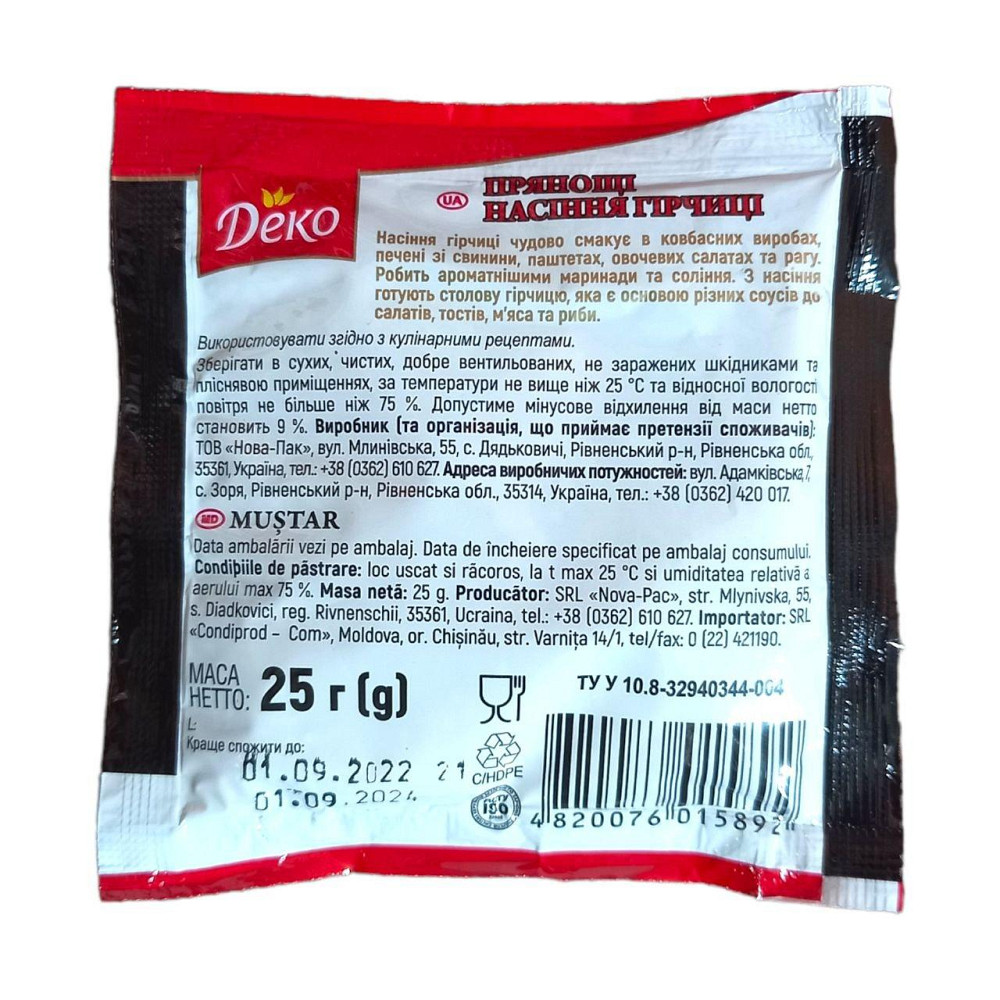 Деко
UA
ПРЯНОЩІ
НАСІННЯ ГІРЧИЦІ
Насіння гірчиці чудово смакує в ковбасних виробах,
печені зі свинини, паштетах, овочевих салатах та рагу.
Робить ароматнішими маринади та соління. З насіння
готують столову гірчицю, яка є основою різних соусів до
салатів, тостів, м'яса та риби.
Використовувати згідно з кулінарними рецептами.
Зберігати в сухих, чистих, добре вентильованих, не заражених шкідниками та
пліснявою приміщеннях, за температури не вище ніж 25 °C та відносної вологості
повітря не більше ніж 75 %. Допустиме мінусове відхилення від маси нетто
становить 9 %. Виробник (та організація, що приймає претензії споживачів):
ТОВ «Нова-Пак», вул. Млинівська, 55, с. Дядьковичі, Рівненський р-н, Рівненська обл,
35361, Україна, тел.: +38 (0362) 610 627. Адреса виробничих потужностей: вул. Адамківська, 7,
с. Зоря, Рівненський р-н, Рівненська обл., 35314, Україна, тел.: +38 (0362) 420 017.
MD MUȘTAR
Data ambalării vezi pe ambalaj. Data de încheiere specificat pe ambalaj consumului.
Condiþiile de păstrare: loc uscat si răcoros, la t max 25 °C si umiditatea relativă a
aerului max 75 %. Masa netă: 25 g. Producător: SRL «Nova-Pac», str. Mlynivska, 55,
s. Diadkovici, reg. Rivnenschii, 35361, Ucraina, tel.: +38 (0362) 610 627. Importator: SRL
«Condiprod – Com», Moldova, or. Chișinău, str. Varnița 14/1, tel/fax: 0 (22) 421190.
МАСА
НЕТТО: 25 г (g)
ТУ У 10.8-32940344-004
L:
Краще спожити до:
01.09.2022 21
01.09.2024
C/HDPE
ISO
4 820076 015892